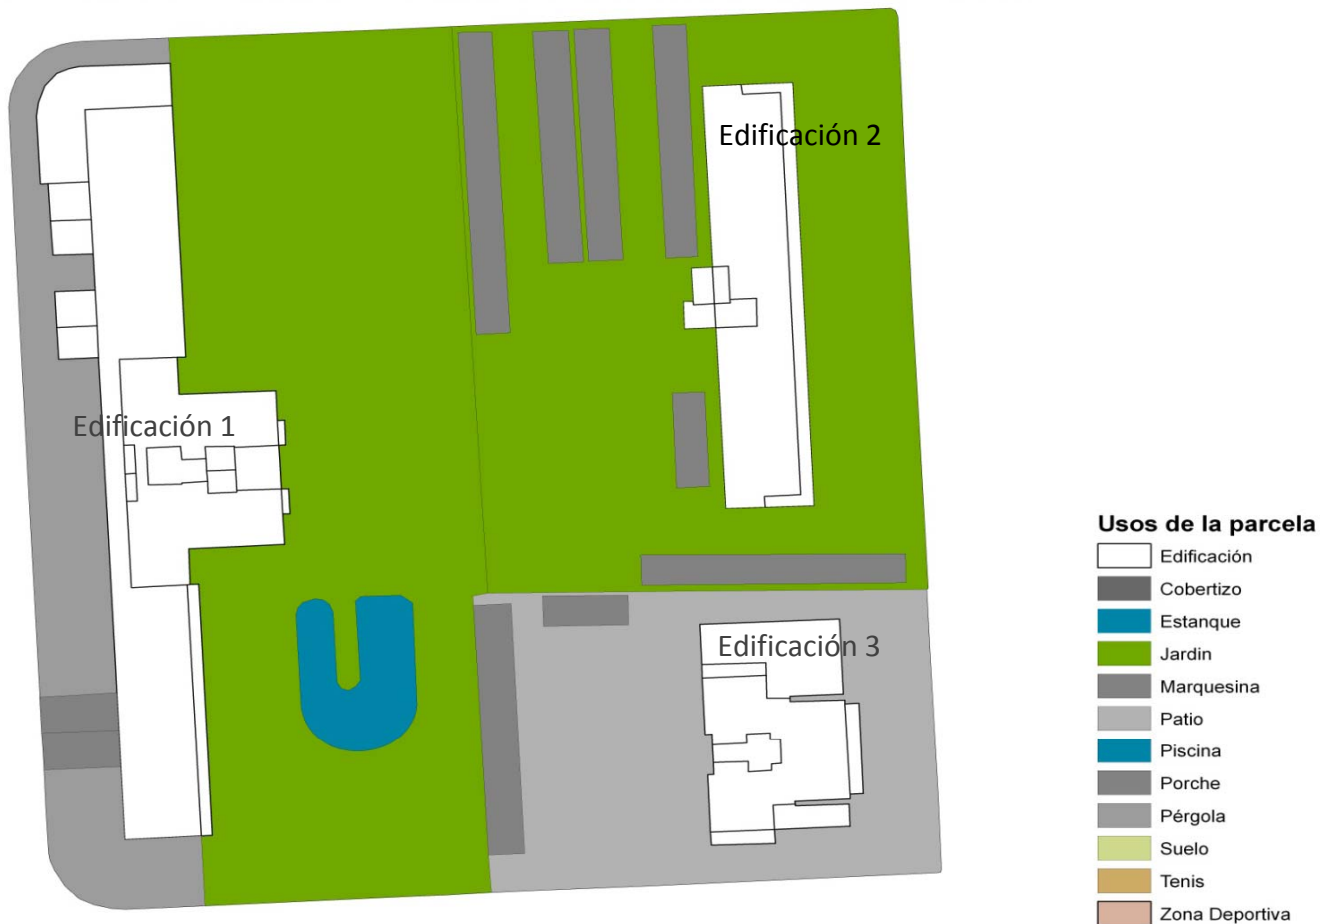 Edificación 2
Edificación 1
Edificación 3
Usos de la parcela
Edificación
Cobertizo
Estanque
Jardin
Marquesina
Patio
Piscina
Porche
Pérgola
Suelo
Tenis
Zona Deportiva